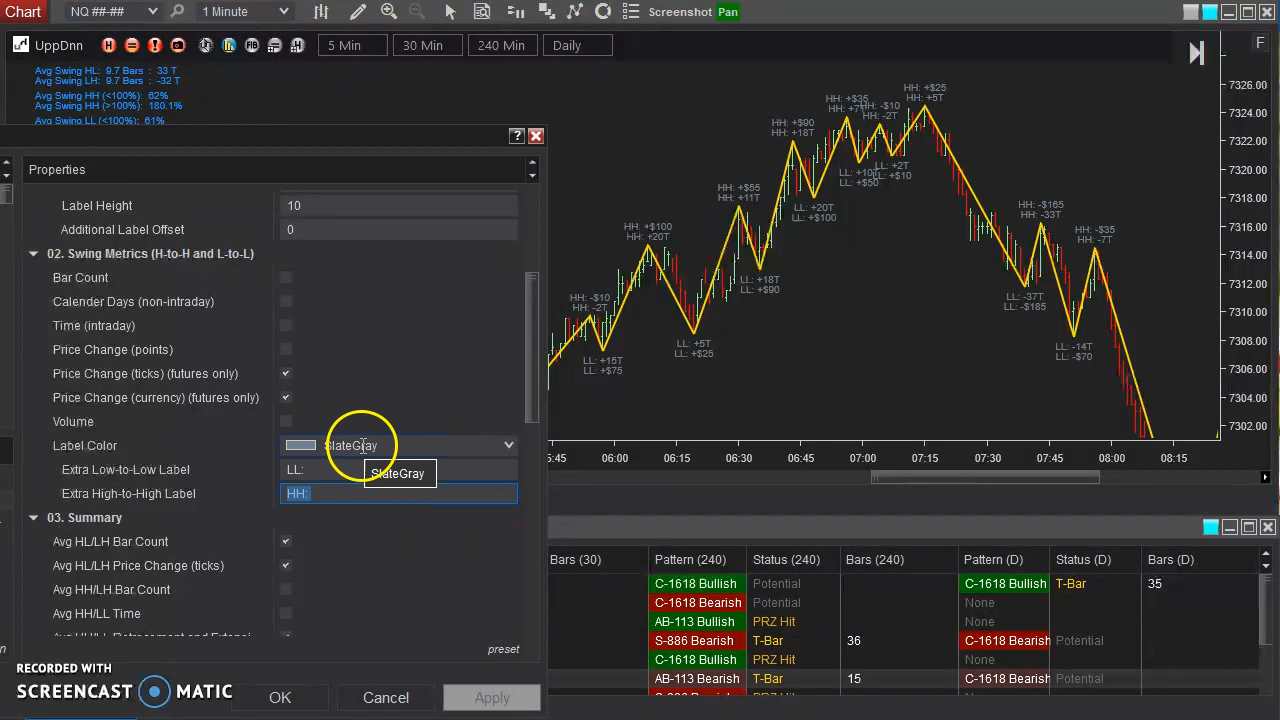 Chart NQ ##-## 1 Minute Screenshot Pan
UppDnn 5 Min 30 Min 240 Min Daily F
Avg Swing HL: 9.7 Bars : 33 T
Avg Swing LH: 9.7 Bars : -32 T
Avg Swing HH (<100%): 62%
Avg Swing HH (>100%): 180.1%
Avg Swing LL (<100%): 61%
Properties
Label Height 10
Additional Label Offset 0
02. Swing Metrics (H-to-H and L-to-L)
Bar Count
Calender Days (non-intraday)
Time (intraday)
Price Change (points)
Price Change (ticks) (futures only)
Price Change (currency) (futures only)
Volume
Label Color SlateGray
SlateGray
Extra Low-to-Low Label LL:
Extra High-to-High Label HH:
03. Summary
Avg HL/LH Bar Count
Avg HL/LH Price Change (ticks)
Avg HH/LL Bar Count
Avg HH/LL Time
preset
OK Cancel Apply
RECORDED WITH
SCREENCAST MATIC
HH: -$10
HH: -2T
LL: +15T
LL: +$75
HH: +$100
HH: +20T
LL: +5T
LL: +$25
HH: +$55
HH: +11T
LL: +18T
LL: +$90
HH: +$90
HH: +18T
LL: +20T
LL: +$100
HH: +$35
LL: +$50
HH: -$10
HH: -2T
LL: +2T
LL: +$10
HH: +$25
HH: +5T
LL: -37T
LL: -$185
HH: -$165
HH: -33T
LL: -14T
LL: -$70
HH: -$35
HH: -7T
7326.00
7324.00
7322.00
7320.00
7318.00
7316.00
7314.00
7312.00
7310.00
7308.00
7306.00
7304.00
7302.00
5:45 06:00 06:15 06:30 06:45 07:00 07:15 07:30 07:45 08:00 08:15
Bars (30) Pattern (240) Status (240) Bars (240) Pattern (D) Status (D) Bars (D)
C-1618 Bullish Potential C-1618 Bullish T-Bar 35
C-1618 Bearish Potential None
AB-113 Bullish PRZ Hit None
S-886 Bearish T-Bar 36 C-1618 Bearish Potential
C-1618 Bullish PRZ Hit None
AB-113 Bearish T-Bar 15 C-1618 Bearish Potential